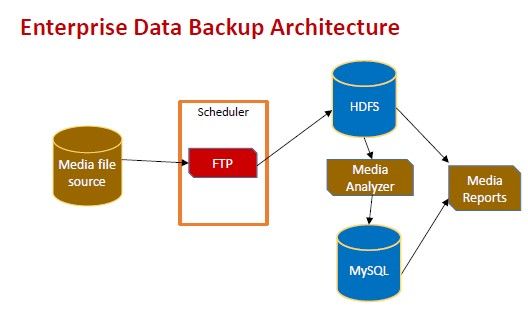 Enterprise Data Backup Architecture
Scheduler
HDFS
Media file
source
FTP
Media
Analyzer
Media
Reports
MySQL